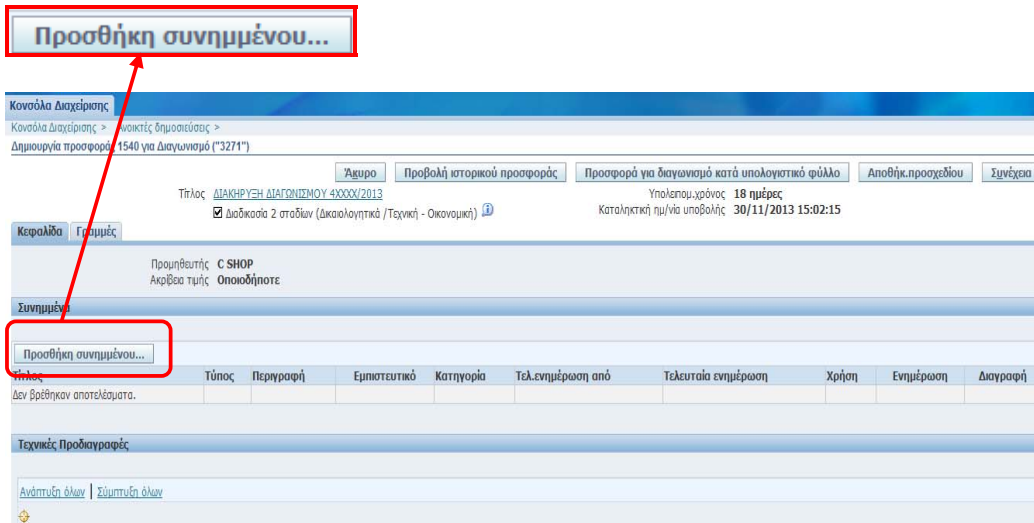 Προσθήκη συνημμένου...
Κονσόλα Διαχείρισης
Κονσόλα Διαχείρισης > Ανοικτές δημοσιεύσεις >
Δημιουργία προσφοράς 1540 για Διαγωνισμό ("3271")
Άκυρο Προβολή ιστορικού προσφοράς Προσφορά για διαγωνισμό κατά υπολογιστικό φύλλο Αποθήκ.προσχεδίου Συνέχεια
Τίτλος ΔΙΑΚΗΡΥΞΗ ΔΙΑΓΩΝΙΣΜΟΥ 4XXXX/2013 Υπολειπομ.χρόνος 18 ημέρες
Διαδικασία 2 σταδίων (Δικαιολογητικά /Τεχνική - Οικονομική) Καταληκτική ημ/νία υποβολής 30/11/2013 15:02:15
Κεφαλίδα Γραμμές
Προμηθευτής C SHOP
Ακρίβεια τιμής Οποιοδήποτε
Συνημμένα
Προσθήκη συνημμένου...
Τίτλος Τύπος Περιγραφή Εμπιστευτικό Κατηγορία Τελ.ενημέρωση από Τελευταία ενημέρωση Χρήση Ενημέρωση Διαγραφή
Δεν βρέθηκαν αποτελέσματα.
Τεχνικές Προδιαγραφές
Ανάπτυξη όλων | Σύμπτυξη όλων